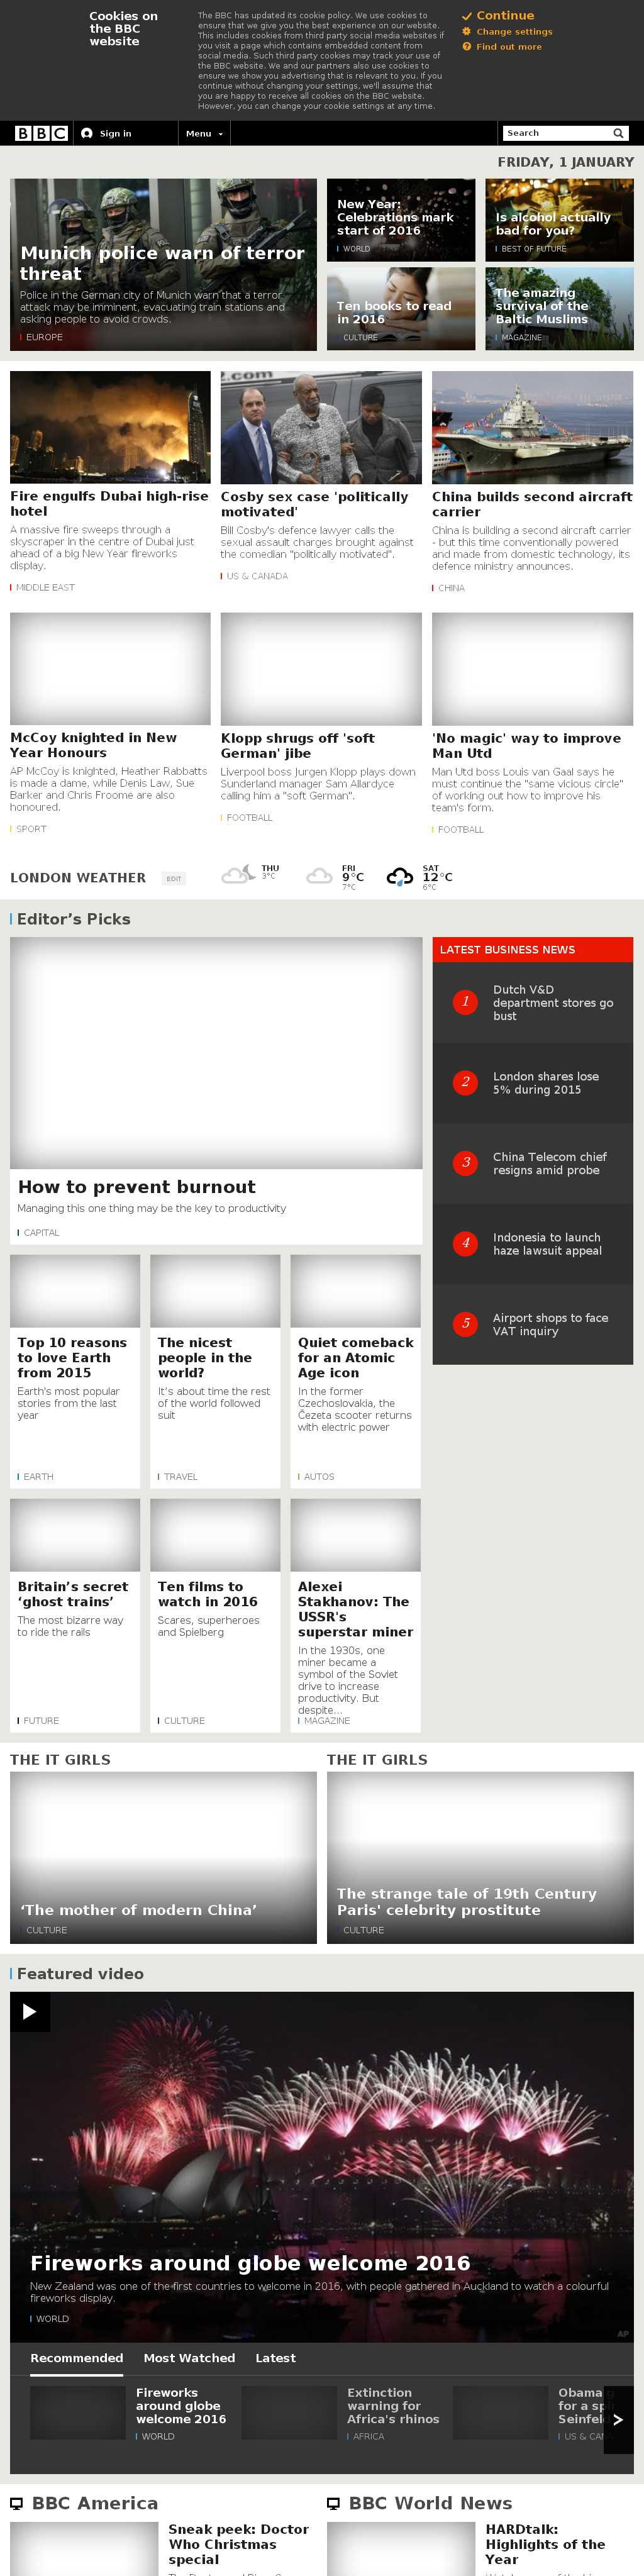 Cookies on
the BBC
website
The BBC has updated its cookie policy. We use cookies to
ensure that we give you the best experience on our website.
This includes cookies from third party social media websites if
you visit a page which contains embedded content from
social media. Such third party cookies may track your use of
the BBC website. We and our partners also use cookies to
ensure we show you advertising that is relevant to you. If you
continue without changing your settings, we'll assume that
you are happy to receive all cookies on the BBC website.
However, you can change your cookie settings at any time.
Continue
Change settings
Find out more
BBC
Sign in
Menu
Search
FRIDAY, 1 JANUARY
Munich police warn of terror
threat
Police in the German city of Munich warn that a terror
attack may be imminent, evacuating train stations and
asking people to avoid crowds.
EUROPE
New Year:
Celebrations mark
start of 2016
WORLD
Is alcohol actually
bad for you?
BEST OF FUTURE
Ten books to read
in 2016
CULTURE
The amazing
survival of the
Baltic Muslims
MAGAZINE
Fire engulfs Dubai high-rise
hotel
A massive fire sweeps through a
skyscraper in the centre of Dubai just
ahead of a big New Year fireworks
display.
MIDDLE EAST
Cosby sex case 'politically
motivated'
Bill Cosby's defence lawyer calls the
sexual assault charges brought against
the comedian "politically motivated".
US & CANADA
China builds second aircraft
carrier
China is building a second aircraft carrier
- but this time conventionally powered
and made from domestic technology, its
defence ministry announces.
CHINA
McCoy knighted in New
Year Honours
AP McCoy is knighted, Heather Rabbatts
is made a dame, while Denis Law, Sue
Barker and Chris Froome are also
honoured.
SPORT
Klopp shrugs off 'soft
German' jibe
Liverpool boss Jurgen Klopp plays down
Sunderland manager Sam Allardyce
calling him a "soft German".
FOOTBALL
'No magic' way to improve
Man Utd
Man Utd boss Louis van Gaal says he
must continue the "same vicious circle"
of working out how to improve his
team's form.
FOOTBALL
LONDON WEATHER
EDIT
THU
3°C
FRI
9°C
7°C
SAT
12°C
6°C
Editor’s Picks
How to prevent burnout
Managing this one thing may be the key to productivity
CAPITAL
LATEST BUSINESS NEWS
1
Dutch V&D
department stores go
bust
2
London shares lose
5% during 2015
3
China Telecom chief
resigns amid probe
4
Indonesia to launch
haze lawsuit appeal
5
Airport shops to face
VAT inquiry
Top 10 reasons
to love Earth
from 2015
Earth's most popular
stories from the last
year
EARTH
The nicest
people in the
world?
It’s about time the rest
of the world followed
suit
TRAVEL
Quiet comeback
for an Atomic
Age icon
In the former
Czechoslovakia, the
Čezeta scooter returns
with electric power
AUTOS
Britain’s secret
‘ghost trains’
The most bizarre way
to ride the rails
FUTURE
Ten films to
watch in 2016
Scares, superheroes
and Spielberg
CULTURE
Alexei
Stakhanov: The
USSR's
superstar miner
In the 1930s, one
miner became a
symbol of the Soviet
drive to increase
productivity. But
despite...
MAGAZINE
THE IT GIRLS
‘The mother of modern China’
CULTURE
THE IT GIRLS
The strange tale of 19th Century
Paris' celebrity prostitute
CULTURE
Featured video
Fireworks around globe welcome 2016
New Zealand was one of the first countries to welcome in 2016, with people gathered in Auckland to watch a colourful
fireworks display.
WORLD
AP
Recommended
Most Watched
Latest
Fireworks
around globe
welcome 2016
WORLD
Extinction
warning for
Africa's rhinos
AFRICA
Obama
for a
Seinfeld
US &
BBC America
Sneak peek: Doctor
Who Christmas
special
BBC World News
HARDtalk:
Highlights of the
Year